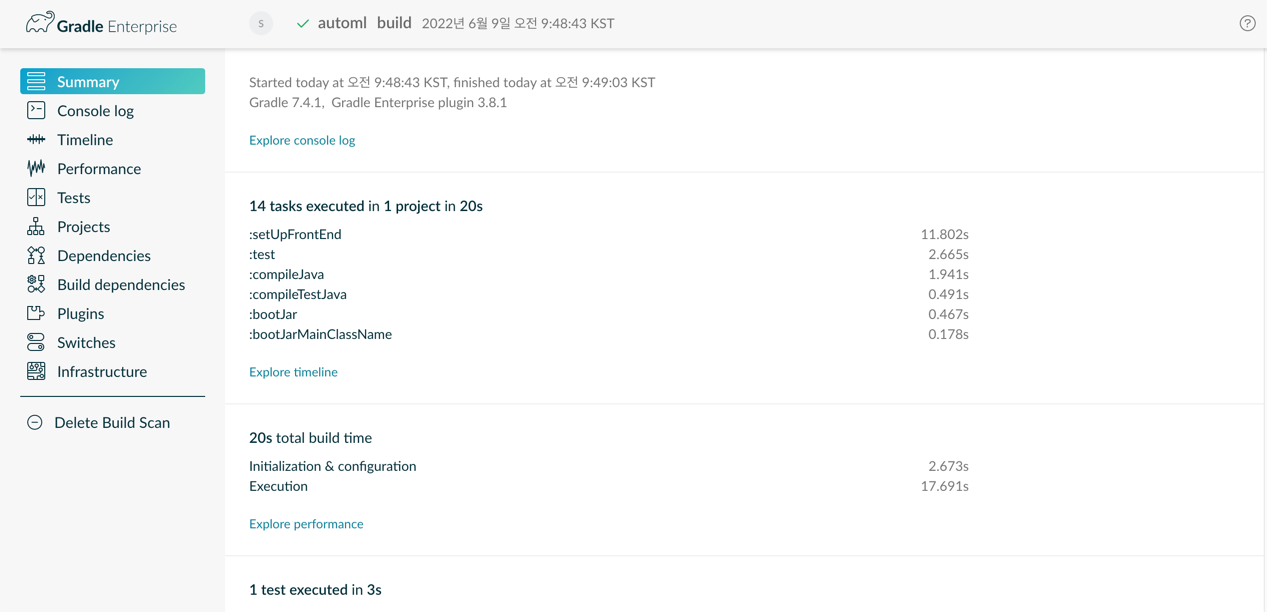 Gradle Enterprise
S
automl build 2022년 6월 9일 오전 9:48:43 KST
?
Summary
Console log
Timeline
Performance
Tests
Projects
Dependencies
Build dependencies
Plugins
Switches
Infrastructure
Delete Build Scan
Started today at 오전 9:48:43 KST, finished today at 오전 9:49:03 KST
Gradle 7.4.1, Gradle Enterprise plugin 3.8.1
Explore console log
14 tasks executed in 1 project in 20s
:setUpFrontEnd 11.802s
:test 2.665s
:compileJava 1.941s
:compileTestJava 0.491s
:bootJar 0.467s
:bootJarMainClassName 0.178s
Explore timeline
20s total build time
Initialization & configuration 2.673s
Execution 17.691s
Explore performance
1 test executed in 3s